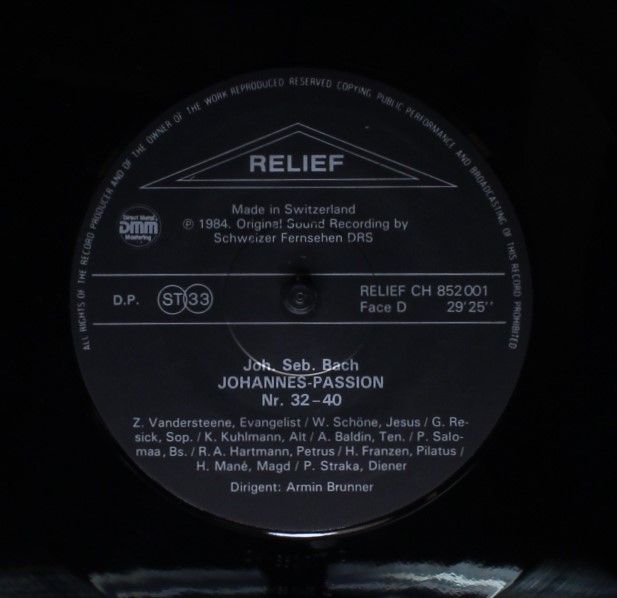 ALL RIGHTS OF THE RECORD PRODUCER AND OF THE OWNER OF THE WORK REPRODUCED RESERVED COPYING PUBLIC PERFORMANCE AND BROADCASTING OF THIS RECORD PROHIBITED
RELIEF
Made in Switzerland
℗ 1984. Original Sound Recording by
Schweizer Fernsehen DRS
Direct Metal
DMM
Mastering
D.P. ST 33 RELIEF CH 852001
Face D 29'25''
Joh. Seb. Bach
JOHANNES-PASSION
Nr. 32-40
Z. Vandersteene, Evangelist / W. Schöne, Jesus / G. Re-
sick, Sop. / K. Kuhlmann, Alt / A. Baldin, Ten. / P. Salo-
maa, Bs. / R. A. Hartmann, Petrus / H. Franzen, Pilatus /
H. Mané, Magd / P. Straka, Diener
Dirigent: Armin Brunner